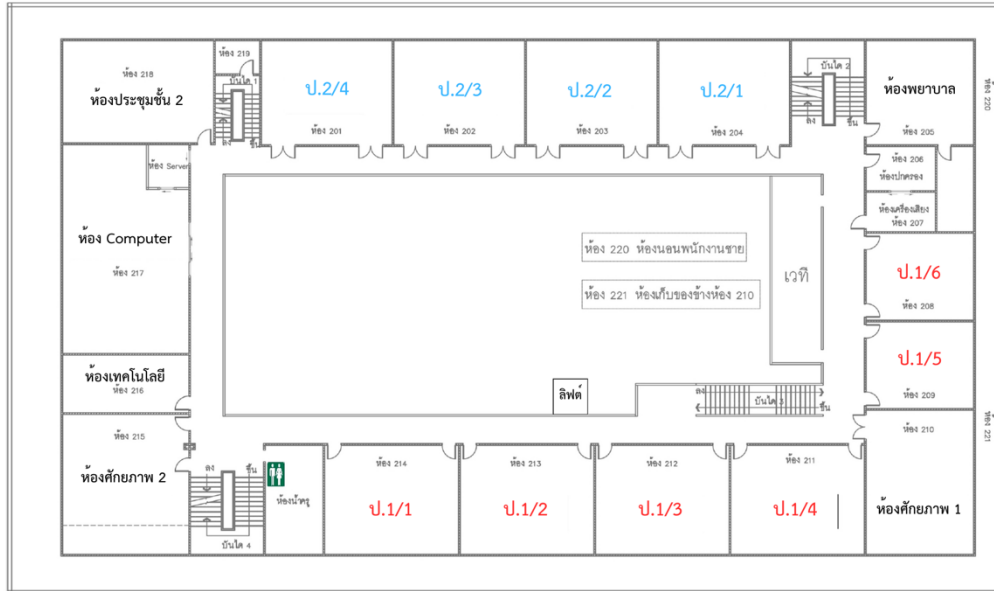 ห้อง 218
ห้องประชุมชั้น 2
ห้อง 219
บันได 1
ลง
ขึ้น
ป.2/4
ห้อง 201
ป.2/3
ห้อง 202
ป.2/2
ห้อง 203
ป.2/1
ห้อง 204
บันได 2
ลง
ขึ้น
ห้องพยาบาล
ห้อง 205
ห้อง 220
ห้อง Server
ห้อง 206
ห้องปกครอง
ห้องเครื่องเสียง
ห้อง 207
ห้อง Computer
ห้อง 217
ห้อง 220 ห้องนอนพนักงานชาย
ห้อง 221 ห้องเก็บของข้างห้อง 210
เวที
ป.1/6
ห้อง 208
ป.1/5
ห้อง 209
ห้องเทคโนโลยี
ห้อง 216
ลิฟต์
ลง
บันได 3
ขึ้น
ห้อง 215
ห้องศักยภาพ 2
ลง
ขึ้น
บันได 4
ห้องน้ำครู
ห้อง 214
ป.1/1
ห้อง 213
ป.1/2
ห้อง 212
ป.1/3
ห้อง 211
ป.1/4
ห้อง 210
ห้องศักยภาพ 1
ห้อง 221